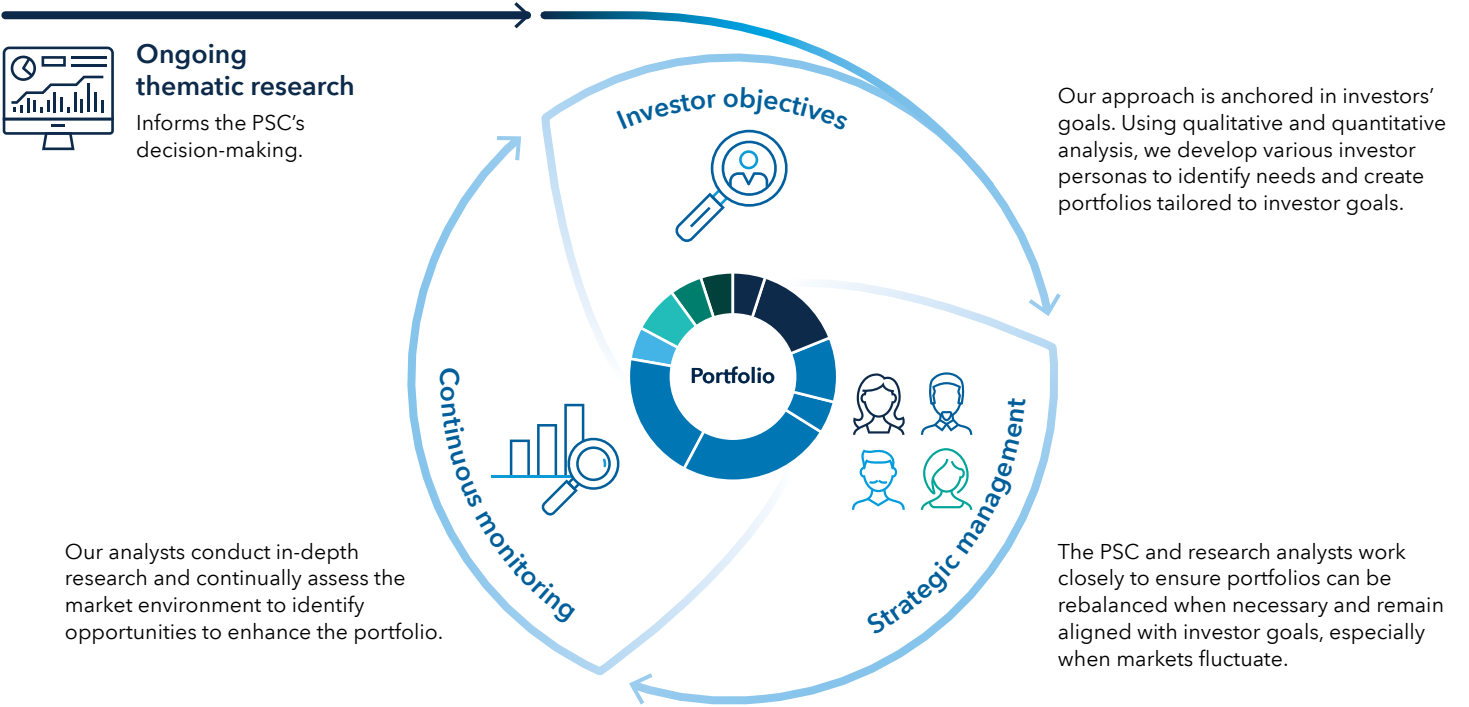 Ongoing
thematic research
Informs the PSC’s
decision-making.
Investor objectives
Our approach is anchored in investors’
goals. Using qualitative and quantitative
analysis, we develop various investor
personas to identify needs and create
portfolios tailored to investor goals.
Portfolio
Continuous monitoring
Strategic management
Our analysts conduct in-depth
research and continually assess the
market environment to identify
opportunities to enhance the portfolio.
The PSC and research analysts work
closely to ensure portfolios can be
rebalanced when necessary and remain
aligned with investor goals, especially
when markets fluctuate.